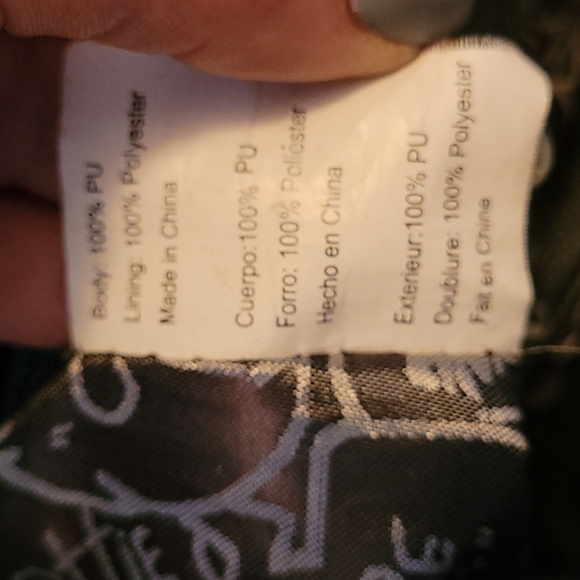 Body: 100% PU
Lining: 100% Polyester
Made in China
Cuerpo:100% PU
Forro: 100% Polióster
Hecho en China
Exterieur:100% PU
Doublure: 100% Polyester
Fait en Chine